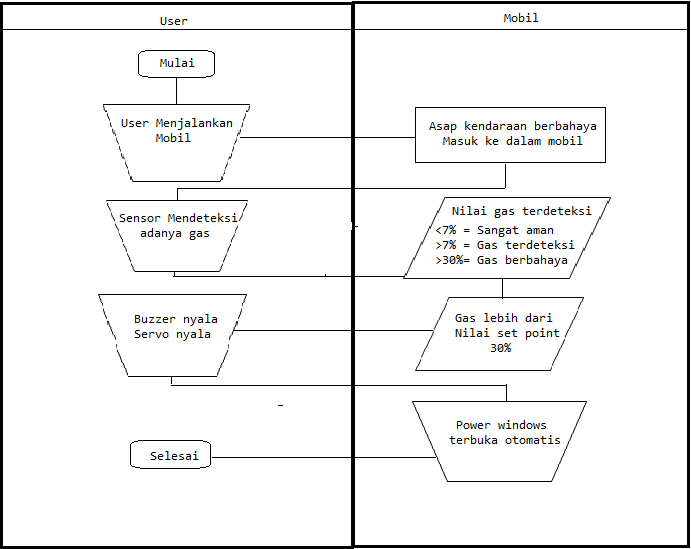 User
Mobil
Mulai
User Menjalankan
Mobil
Asap kendaraan berbahaya
Masuk ke dalam mobil
Sensor Mendeteksi
adanya gas
Nilai gas terdeteksi
<7% = Sangat aman
>7% = Gas terdeteksi
>30%= Gas berbahaya
Gas lebih dari
Nilai set point
30%
Buzzer nyala
Servo nyala
Power windows
terbuka otomatis
Selesai